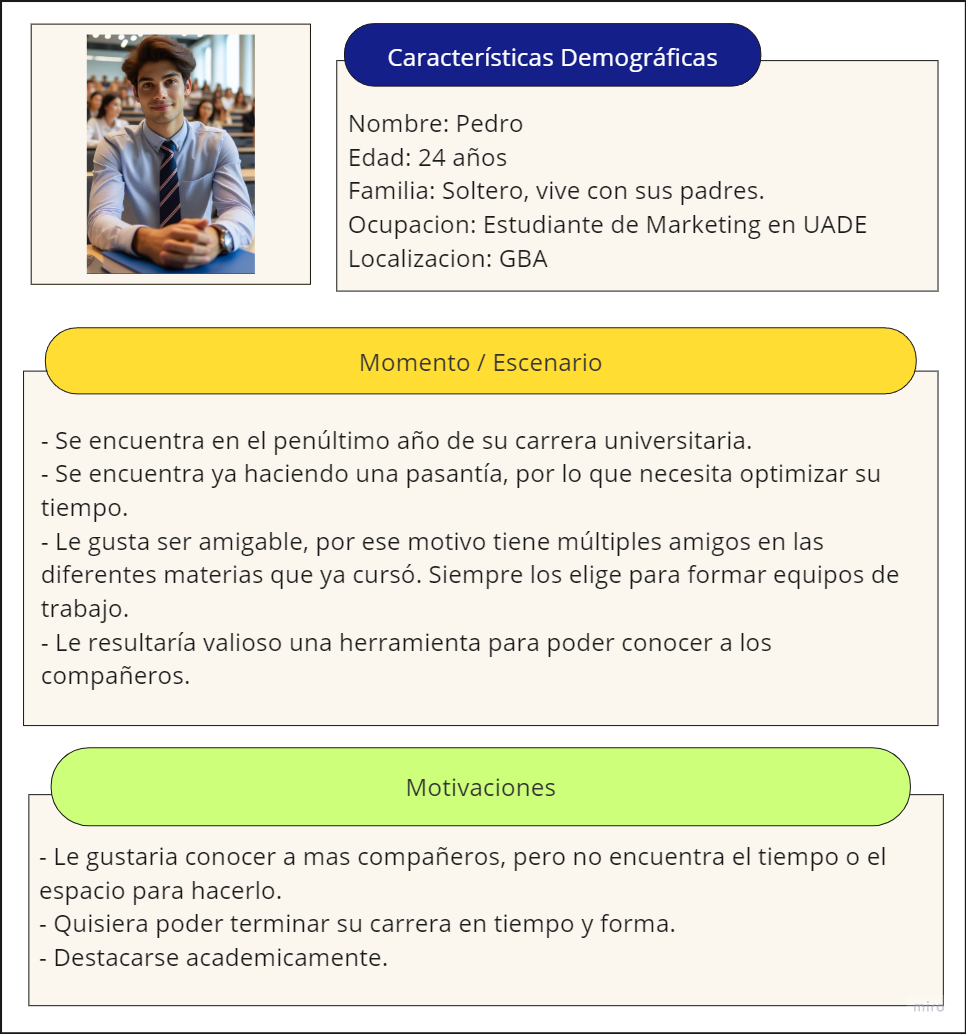 Características Demográficas
Nombre: Pedro
Edad: 24 años
Familia: Soltero, vive con sus padres.
Ocupacion: Estudiante de Marketing en UADE
Localizacion: GBA
Momento / Escenario
- Se encuentra en el penúltimo año de su carrera universitaria.
- Se encuentra ya haciendo una pasantía, por lo que necesita optimizar su
tiempo.
- Le gusta ser amigable, por ese motivo tiene múltiples amigos en las
diferentes materias que ya cursó. Siempre los elige para formar equipos de
trabajo.
- Le resultaría valioso una herramienta para poder conocer a los
compañeros.
Motivaciones
- Le gustaria conocer a mas compañeros, pero no encuentra el tiempo o el
espacio para hacerlo.
- Quisiera poder terminar su carrera en tiempo y forma.
- Destacarse academicamente.
miro